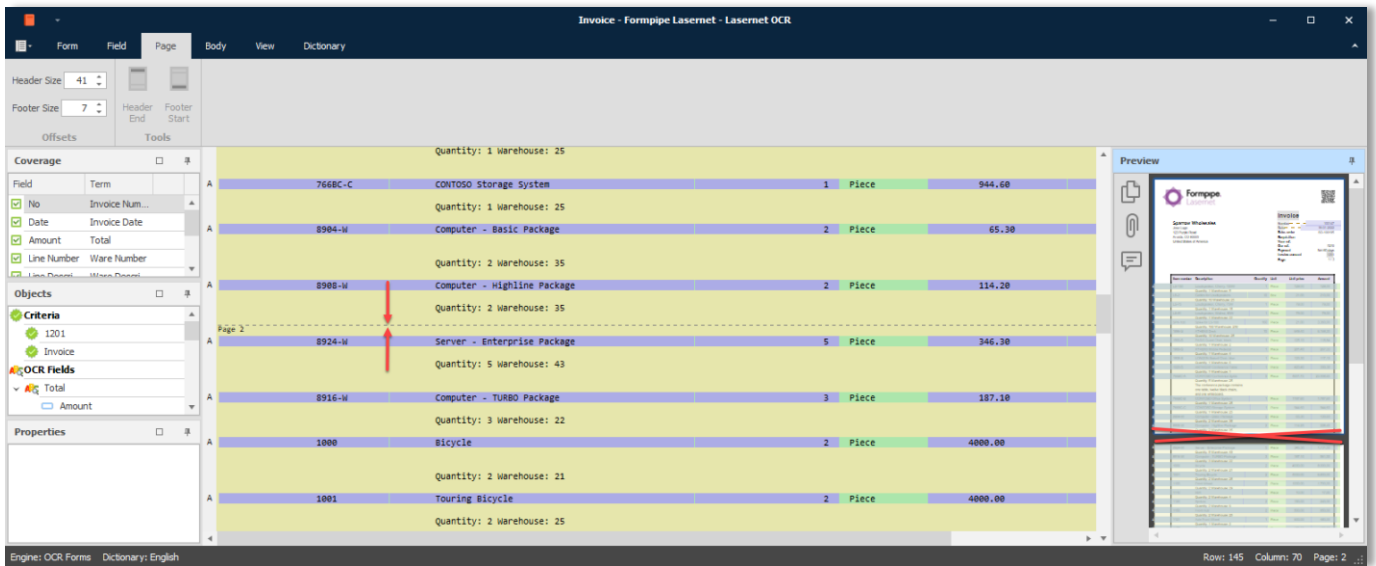 Invoice - Formpipe Lasernet - Lasernet OCR
Form Field Page Body View Dictionary
Header Size 41
Footer Size 7
Header End
Footer Start
Offsets Tools
Coverage
Field Term
No Invoice Num...
Date Invoice Date
Amount Total
Line Number Ware Number
Objects
Criteria
1201
Invoice
OCR Fields
Total
Amount
Properties
Quantity: 1 Warehouse: 25
A 766BC-C CONTOSO Storage System 1 Piece 944.60
Quantity: 1 Warehouse: 25
A 8904-W Computer - Basic Package 2 Piece 65.30
Quantity: 2 Warehouse: 35
A 8908-W Computer - Highline Package 2 Piece 114.20
Quantity: 2 Warehouse: 35
Page 2
A 8924-W Server - Enterprise Package 5 Piece 346.30
Quantity: 5 Warehouse: 43
A 8916-W Computer - TURBO Package 3 Piece 187.10
Quantity: 3 Warehouse: 22
A 1000 Bicycle 2 Piece 4000.00
Quantity: 2 Warehouse: 21
A 1001 Touring Bicycle 2 Piece 4000.00
Quantity: 2 Warehouse: 25
Preview
Formpipe.
Lasernet
Invoice
Engine: OCR Forms Dictionary: English
Row: 145 Column: 70 Page: 2